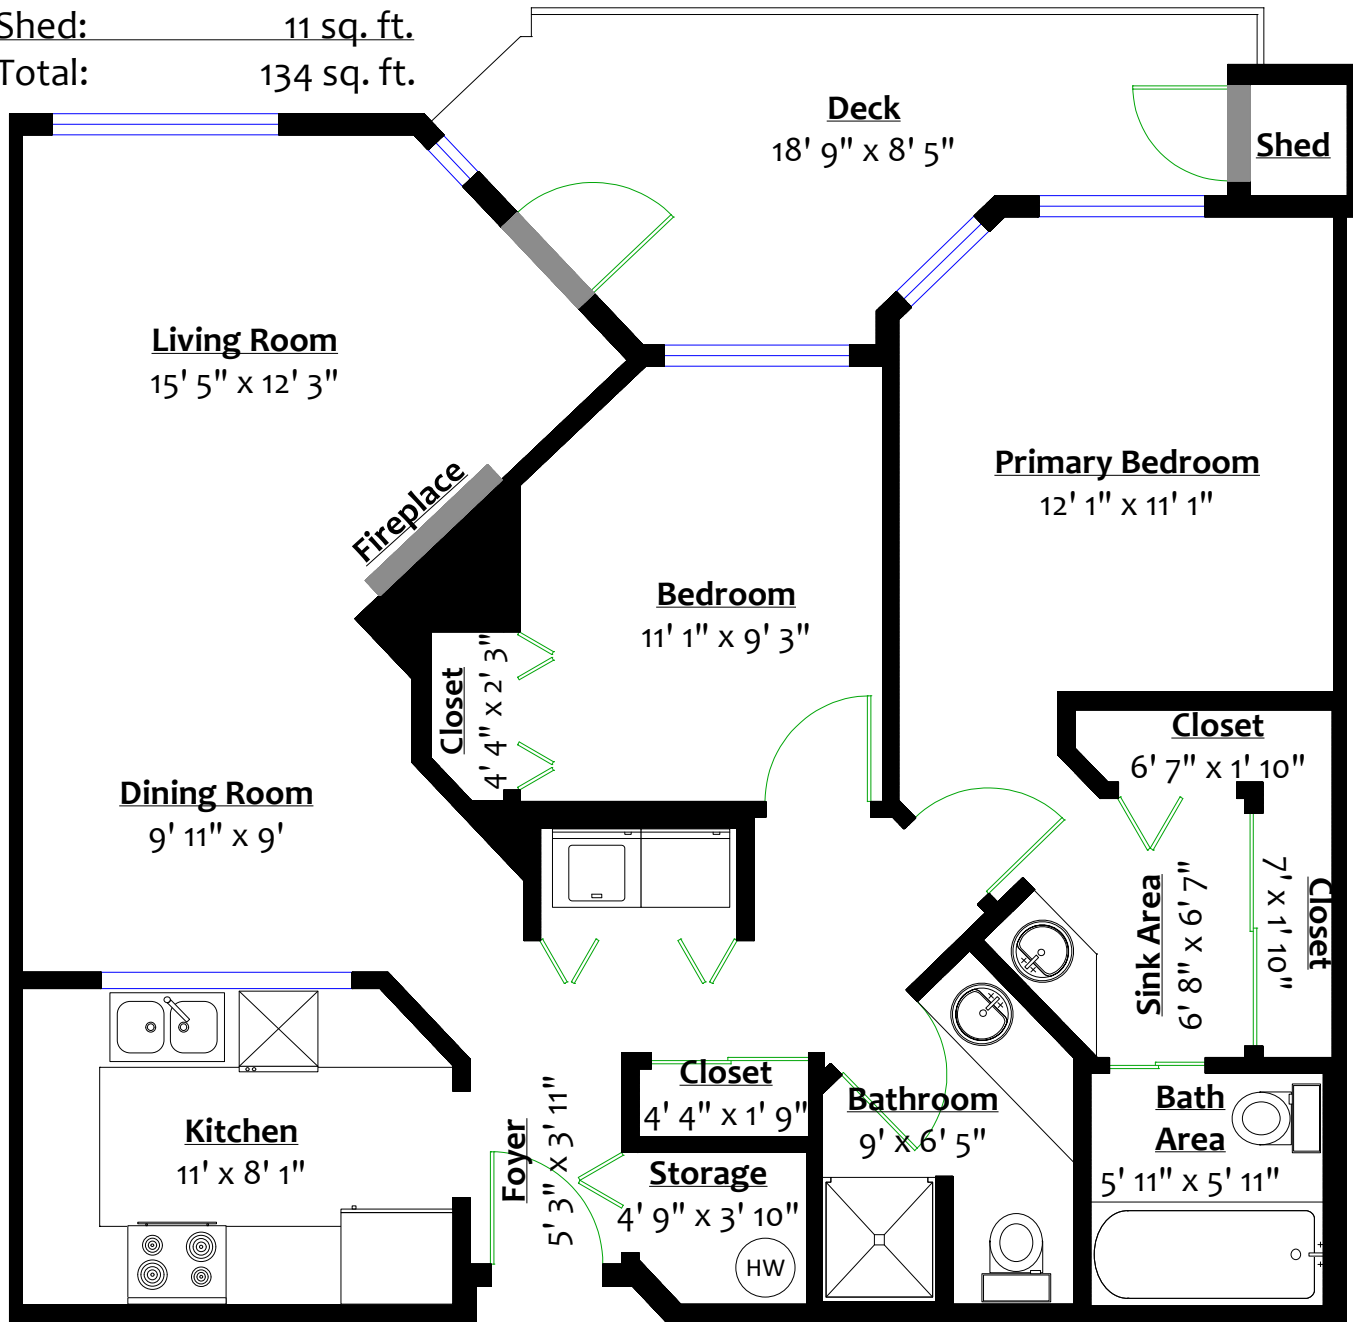 Shed: 11 sq. ft.
Total: 134 sq. ft.
Deck
18' 9" x 8' 5"
Shed
Living Room
15' 5" x 12' 3"
Fireplace
Primary Bedroom
12' 1" x 11' 1"
Bedroom
11' 1" x 9' 3"
Closet
4' 4" x 2' 3"
Closet
6' 7" x 1' 10"
Dining Room
9' 11" x 9'
Sink Area
6' 8" x 6' 7"
Closet
7' x 1' 10"
Closet
4' 4" x 1' 9"
Bathroom
9' x 6' 5"
Bath
Area
5' 11" x 5' 11"
Kitchen
11' x 8' 1"
Foyer
5' 3" x 3' 11"
Storage
4' 9" x 3' 10"
HW